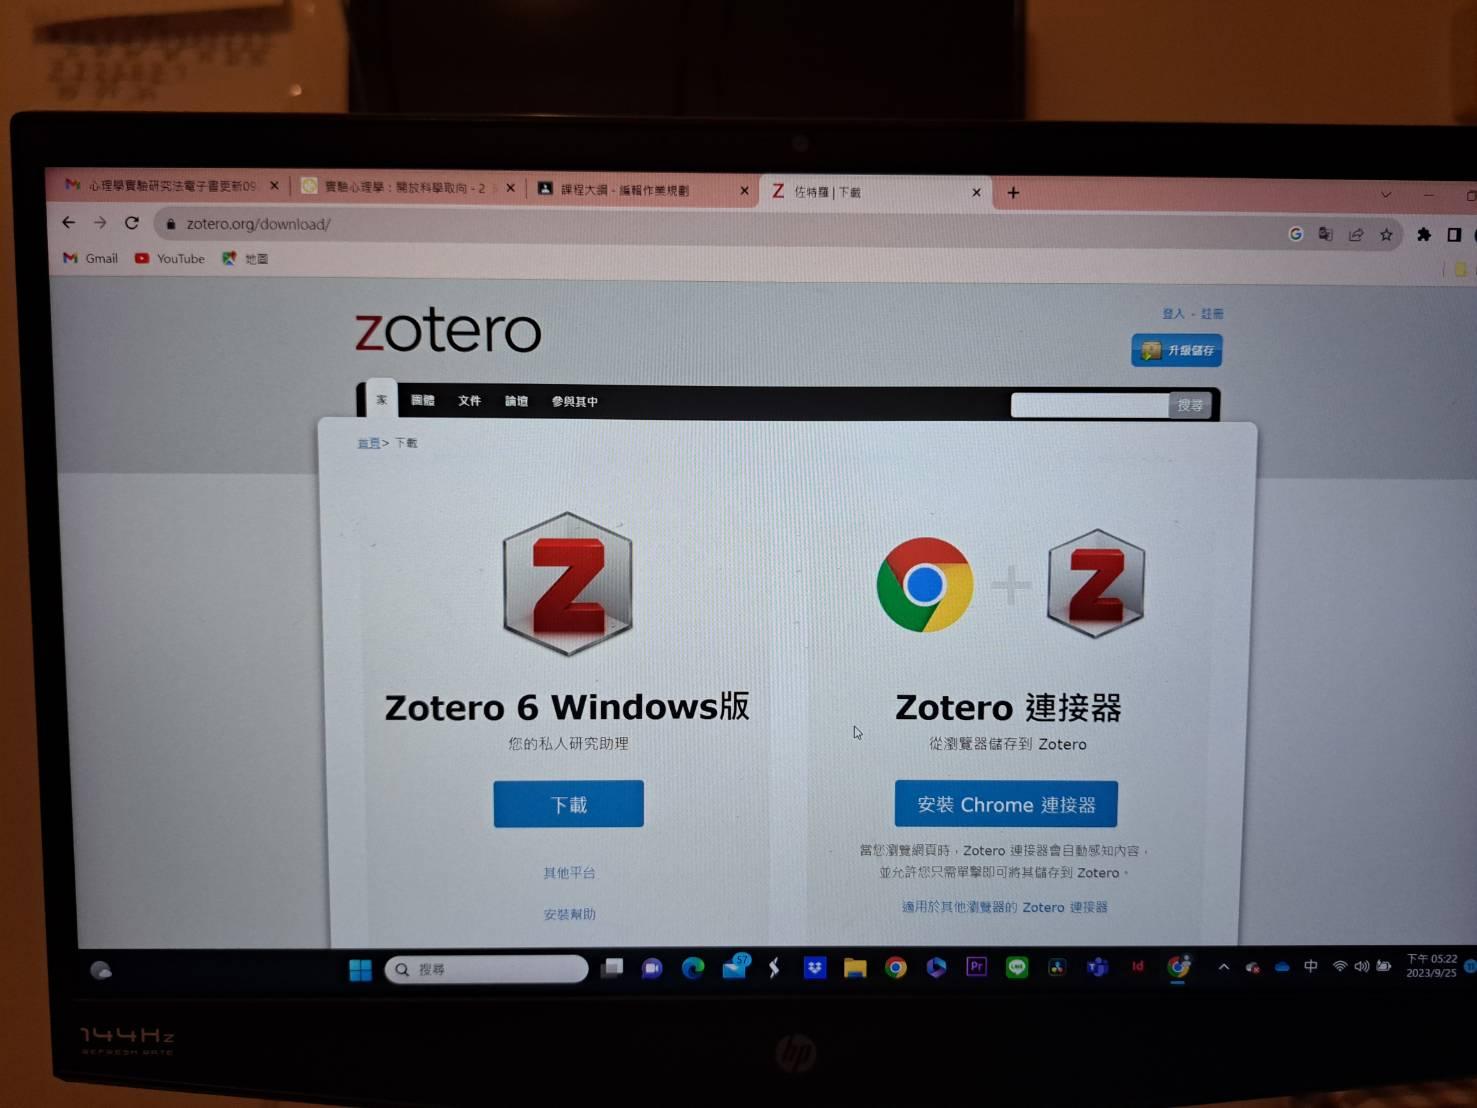 心理學實驗研究法電子書更新09
實驗心理學：開放科學取向 - 2
課程大綱 - 編輯作業規劃
佐特羅 | 下載
zotero.org/download/
Gmail
YouTube
地圖
zotero
登入 - 註冊
升級儲存
家
團體
文件
論壇
參與其中
搜尋
首頁> 下載
Zotero 6 Windows版
您的私人研究助理
下載
其他平台
安裝幫助
Zotero 連接器
從瀏覽器儲存到 Zotero
安裝 Chrome 連接器
當您瀏覽網頁時，Zotero 連接器會自動感知內容，
並允許您只需單擊即可將其儲存到 Zotero。
適用於其他瀏覽器的 Zotero 連接器
搜尋
57
Pr
LINE
Id
中
下午 05:22
2023/9/25
144Hz
REFRESH RATE
hp